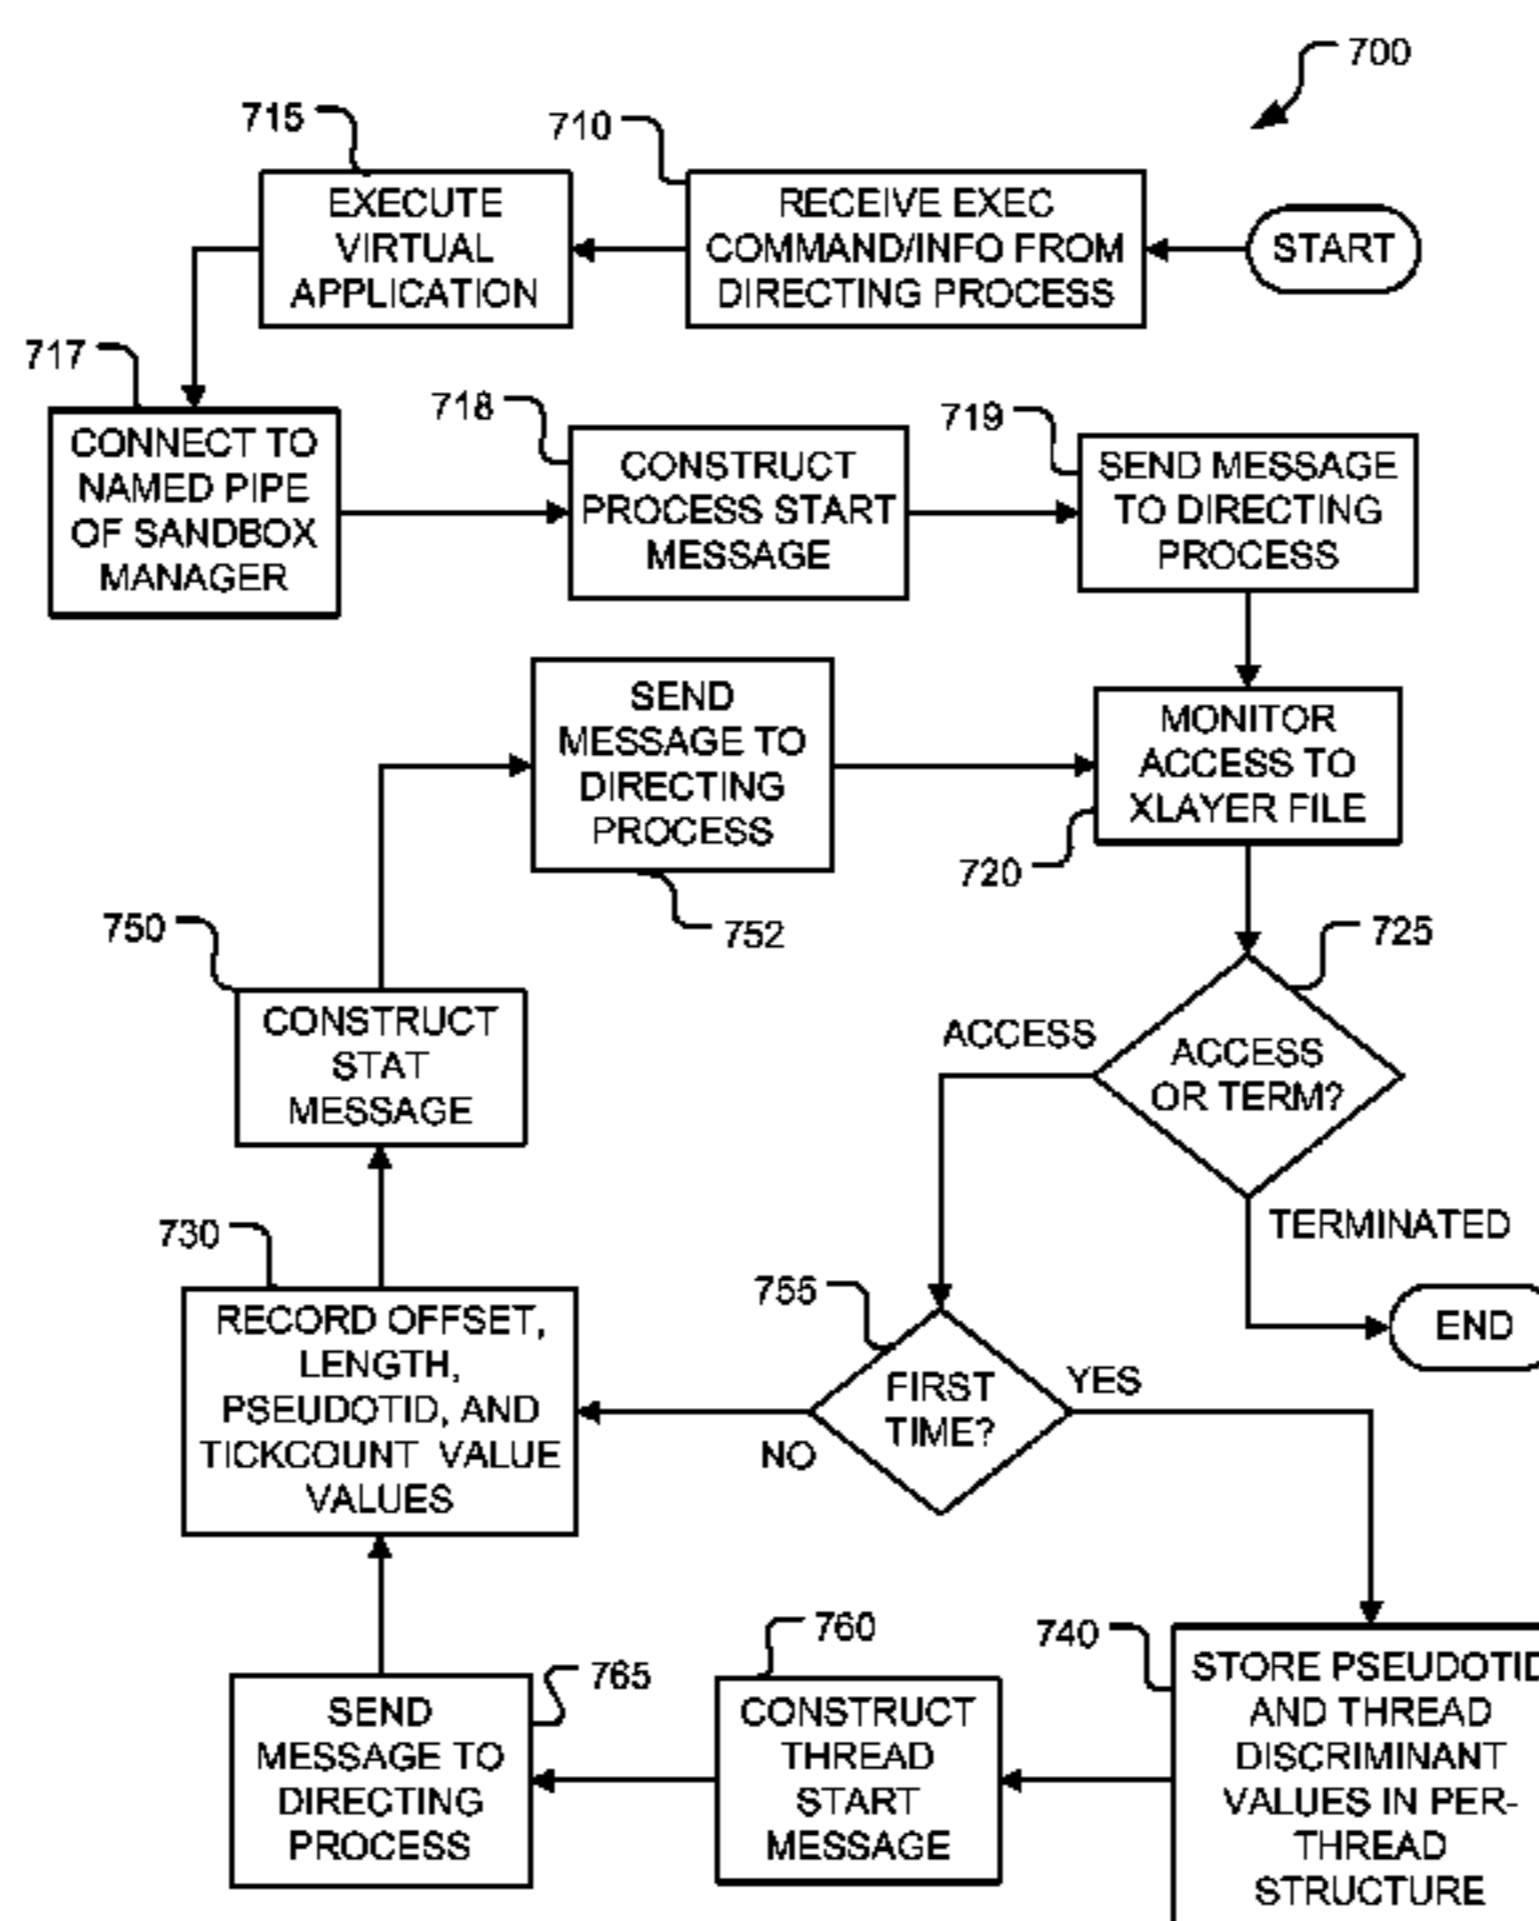 700
715
710
EXECUTE
VIRTUAL
APPLICATION
RECEIVE EXEC
COMMAND/INFO FROM
DIRECTING PROCESS
START
717
718
719
CONNECT TO
NAMED PIPE
OF SANDBOX
MANAGER
CONSTRUCT
PROCESS START
MESSAGE
SEND MESSAGE
TO DIRECTING
PROCESS
SEND
MESSAGE TO
DIRECTING
PROCESS
MONITOR
ACCESS TO
XLAYER FILE
720
752
750
725
CONSTRUCT
STAT
MESSAGE
ACCESS
ACCESS
OR TERM?
TERMINATED
730
755
END
RECORD OFFSET,
LENGTH,
PSEUDOTID, AND
TICKCOUNT VALUE
VALUES
FIRST
TIME?
YES
NO
760
740
765
SEND
MESSAGE TO
DIRECTING
PROCESS
CONSTRUCT
THREAD
START
MESSAGE
STORE PSEUDOTID
AND THREAD
DISCRIMINANT
VALUES IN PER-
THREAD
STRUCTURE